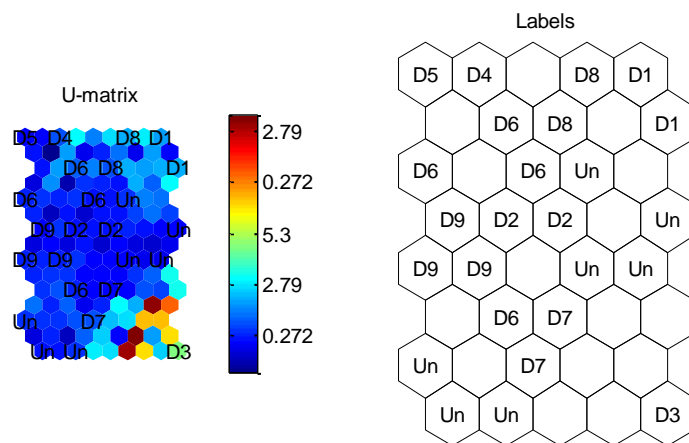 Labels
U-matrix
D5 D4 D8 D1
D6 D8 D1
D6 D6 Un
D9 D2 D2 Un
D9 D9 Un Un
D6 D7
Un D7
Un Un D3
2.79
0.272
5.3
2.79
0.272
D5 D4 D8 D1
D6 D8 D1
D6 D6 Un
D9 D2 D2 Un
D9 D9 Un Un
D6 D7
Un D7
Un Un D3